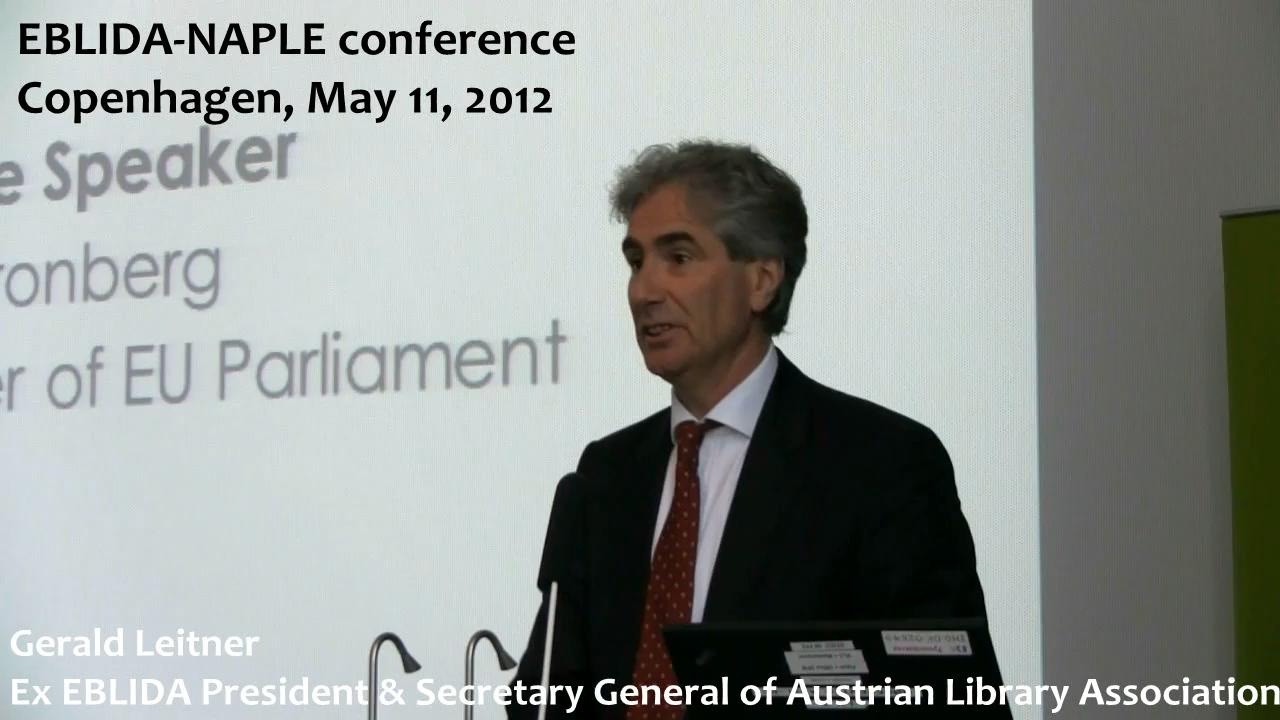 EBLIDA-NAPLE conference
Copenhagen, May 11, 2012
e Speaker
ronberg
er of EU Parliament
Gerald Leitner
Ex EBLIDA President & Secretary General of Austrian Library Association